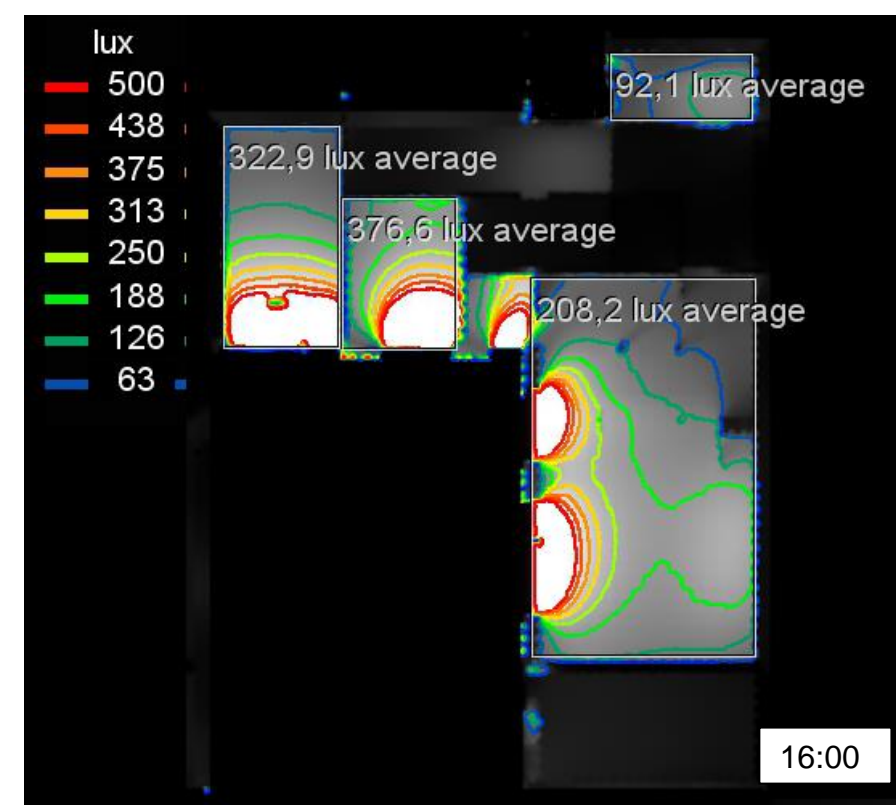 lux
500
438
375
313
250
188
126
63
92,1 lux average
322,9 lux average
376,6 lux average
208,2 lux average
16:00